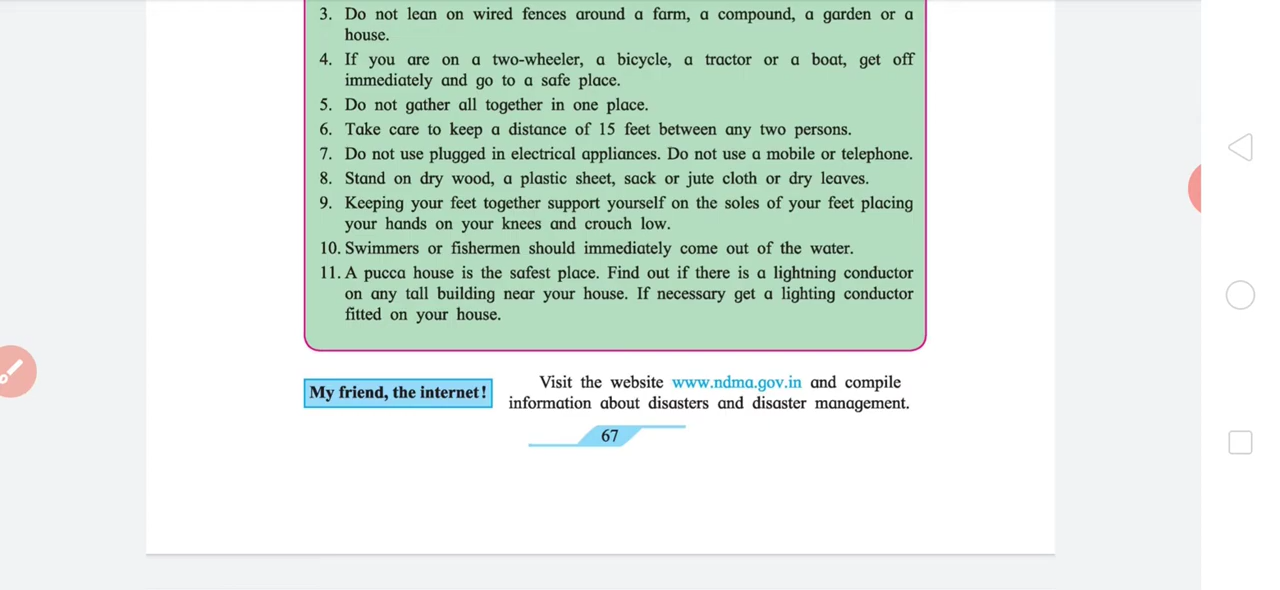 3. Do not lean on wired fences around a farm, a compound, a garden or a
house.
4. If you are on a two-wheeler, a bicycle, a tractor or a boat, get off
immediately and go to a safe place.
5. Do not gather all together in one place.
6. Take care to keep a distance of 15 feet between any two persons.
7. Do not use plugged in electrical appliances. Do not use a mobile or telephone.
8. Stand on dry wood, a plastic sheet, sack or jute cloth or dry leaves.
9. Keeping your feet together support yourself on the soles of your feet placing
your hands on your knees and crouch low.
10. Swimmers or fishermen should immediately come out of the water.
11. A pucca house is the safest place. Find out if there is a lightning conductor
on any tall building near your house. If necessary get a lighting conductor
fitted on your house.
My friend, the internet!
Visit the website www.ndma.gov.in and compile
information about disasters and disaster management.
67